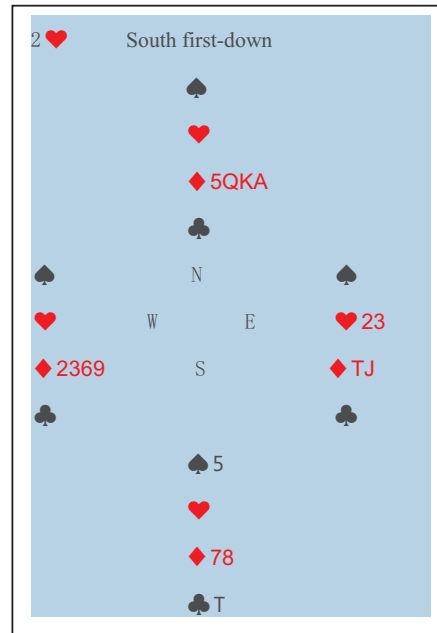 2♥ South first-down
♠
♥
♦5QKA
♣
♠ N ♠
♥ W E ♥23
♦2369 S ♦TJ
♣ ♣
♠5
♥
♦78
♣T